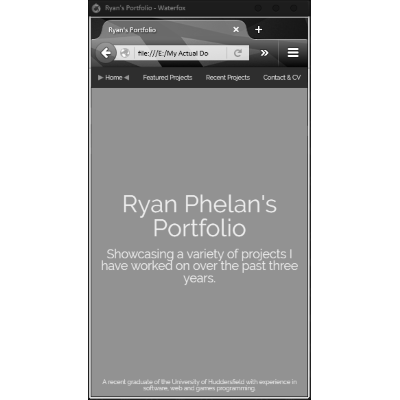 Ryan's Portfolio - Waterfox
Ryan's Portfolio
file:///E:/My Actual Do
Home Featured Projects Recent Projects Contact & CV
Ryan Phelan's
Portfolio
Showcasing a variety of projects I
have worked on over the past three
years.
A recent graduate of the University of Huddersfield with experience in
software, web and games programming.